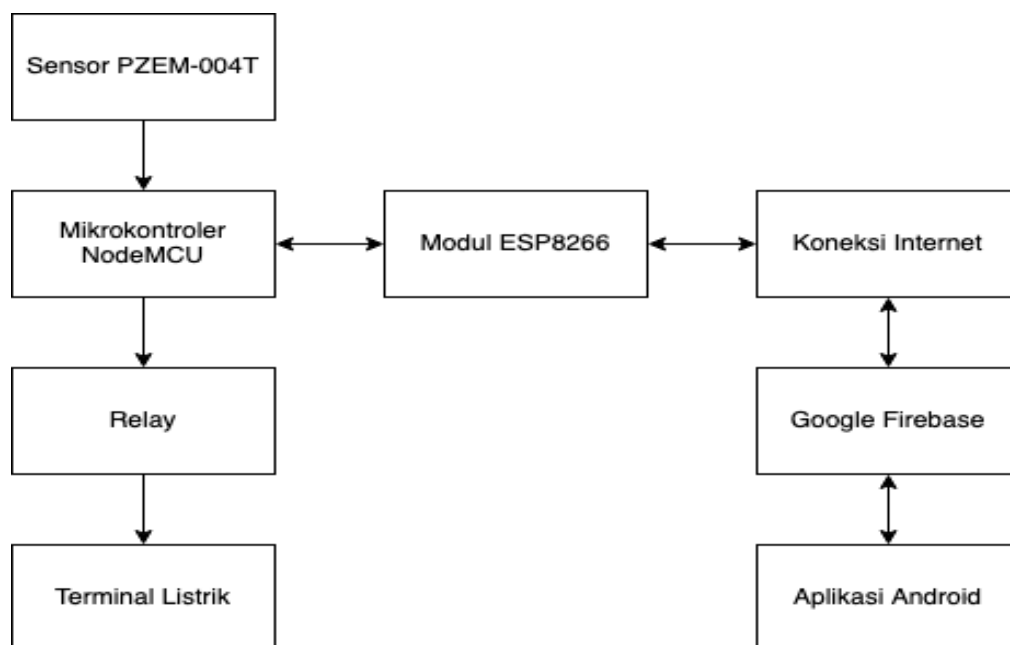 Sensor PZEM-004T
Mikrokontroler
NodeMCU
Modul ESP8266
Koneksi Internet
Relay
Google Firebase
Terminal Listrik
Aplikasi Android